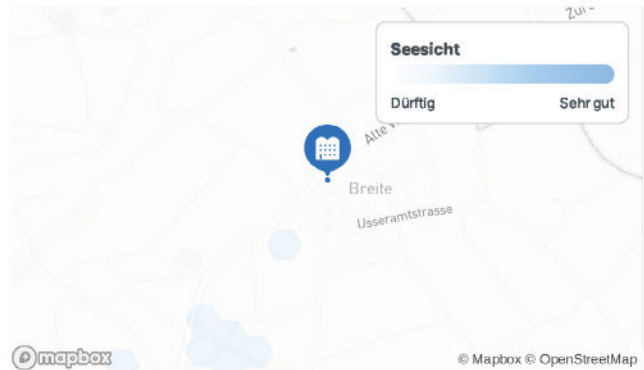 Seesicht
Dürftig
Sehr gut
Breite
Usseramtstrasse
mapbox
© Mapbox © OpenStreetMap